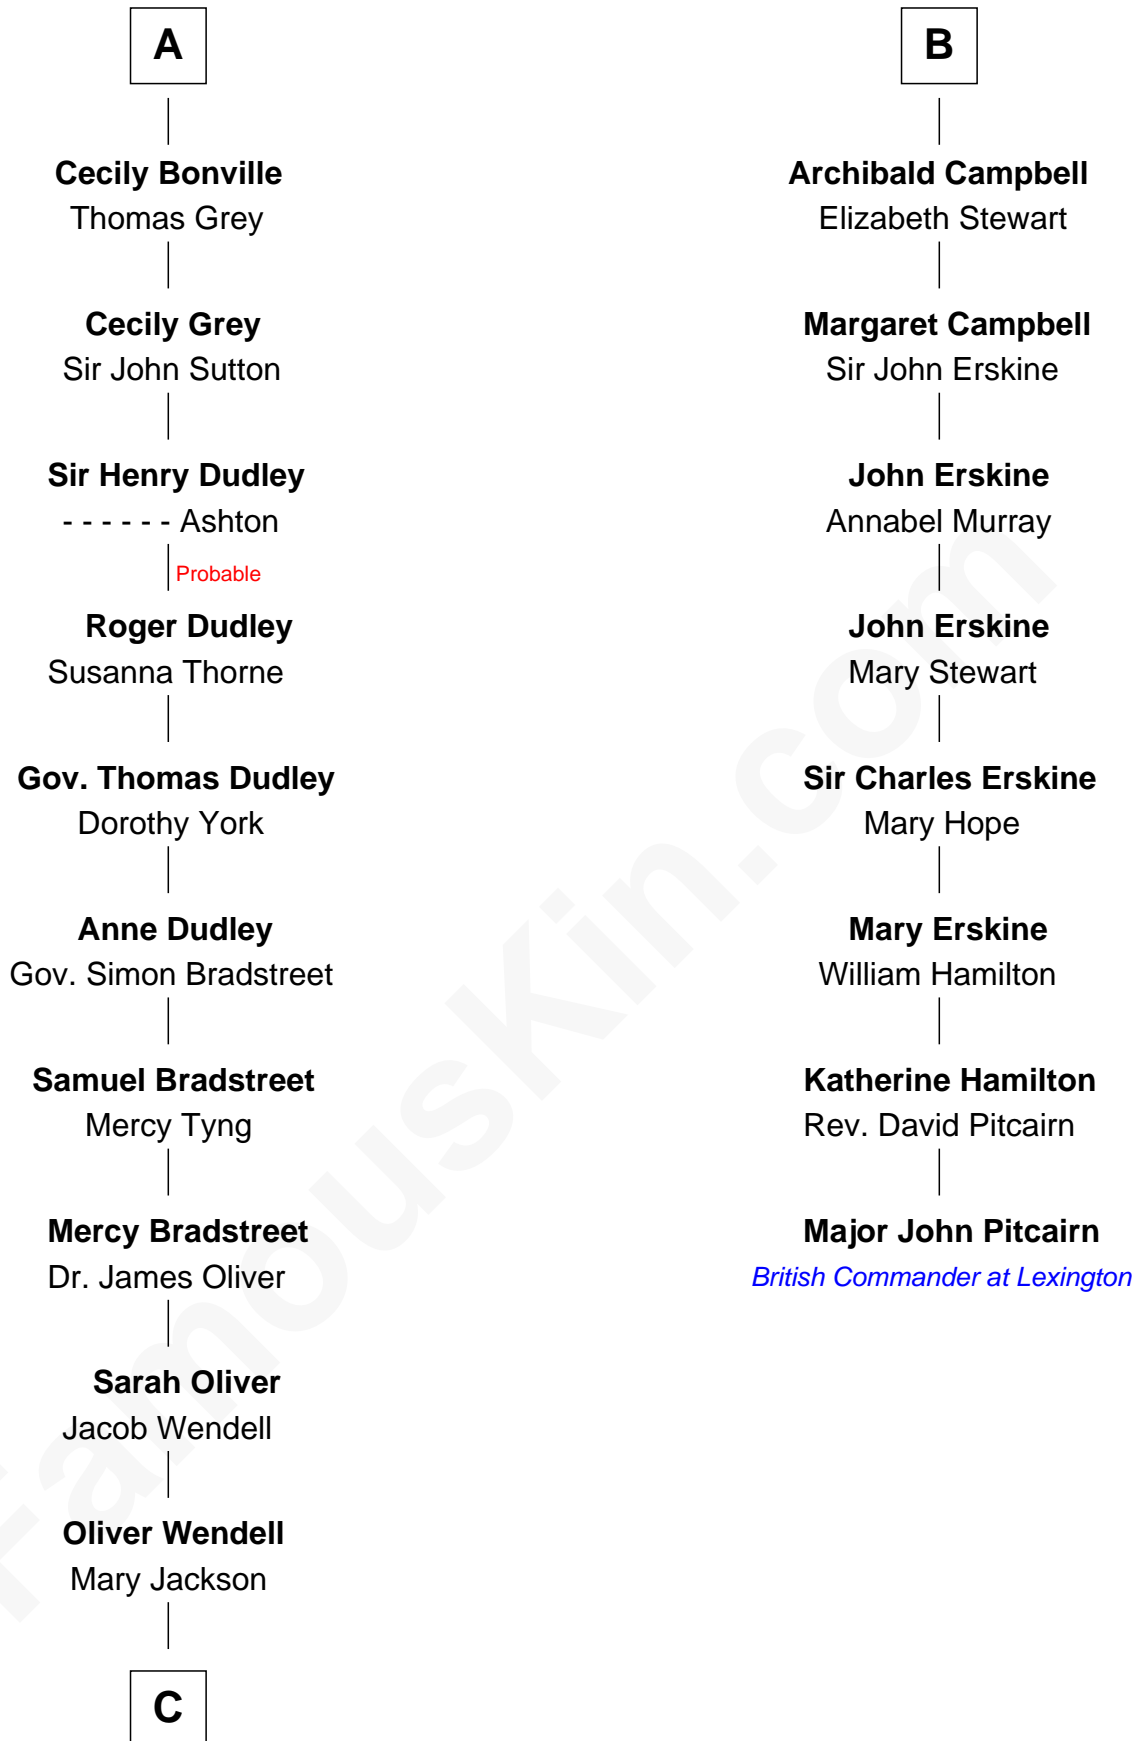 A
Cecily Bonville
Thomas Grey
Cecily Grey
Sir John Sutton
Sir Henry Dudley
- - - - - - Ashton
Probable
Roger Dudley
Susanna Thorne
Gov. Thomas Dudley
Dorothy York
Anne Dudley
Gov. Simon Bradstreet
Samuel Bradstreet
Mercy Tyng
Mercy Bradstreet
Dr. James Oliver
Sarah Oliver
Jacob Wendell
Oliver Wendell
Mary Jackson
C
B
Archibald Campbell
Elizabeth Stewart
Margaret Campbell
Sir John Erskine
John Erskine
Annabel Murray
John Erskine
Mary Stewart
Sir Charles Erskine
Mary Hope
Mary Erskine
William Hamilton
Katherine Hamilton
Rev. David Pitcairn
Major John Pitcairn
British Commander at Lexington
FamousKin.com